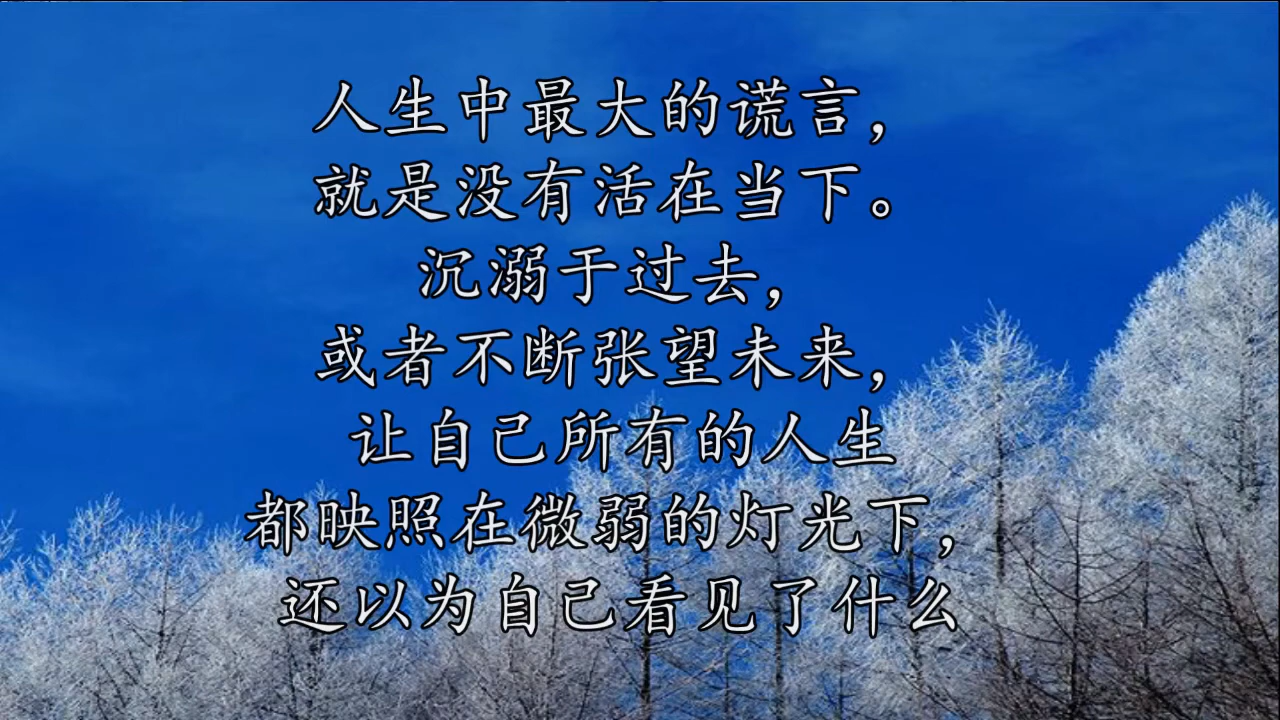 人生中最大的谎言，
就是没有活在当下。
沉溺于过去，
或者不断张望未来，
让自己所有的人生
都映照在微弱的灯光下，
还以为自己看见了什么